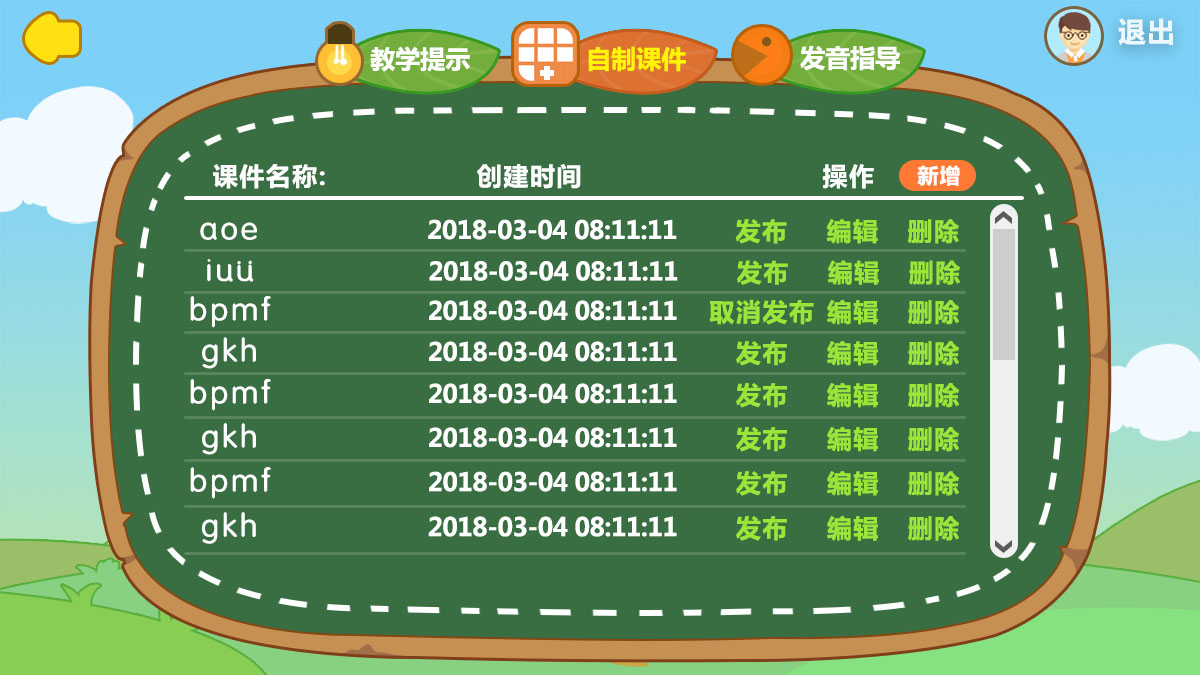 教学提示 自制课件 发音指导 退出
课件名称: 创建时间 操作 新增
aoe 2018-03-04 08:11:11 发布 编辑 删除
iuü 2018-03-04 08:11:11 发布 编辑 删除
bpmf 2018-03-04 08:11:11 取消发布 编辑 删除
gkh 2018-03-04 08:11:11 发布 编辑 删除
bpmf 2018-03-04 08:11:11 发布 编辑 删除
gkh 2018-03-04 08:11:11 发布 编辑 删除
bpmf 2018-03-04 08:11:11 发布 编辑 删除
gkh 2018-03-04 08:11:11 发布 编辑 删除